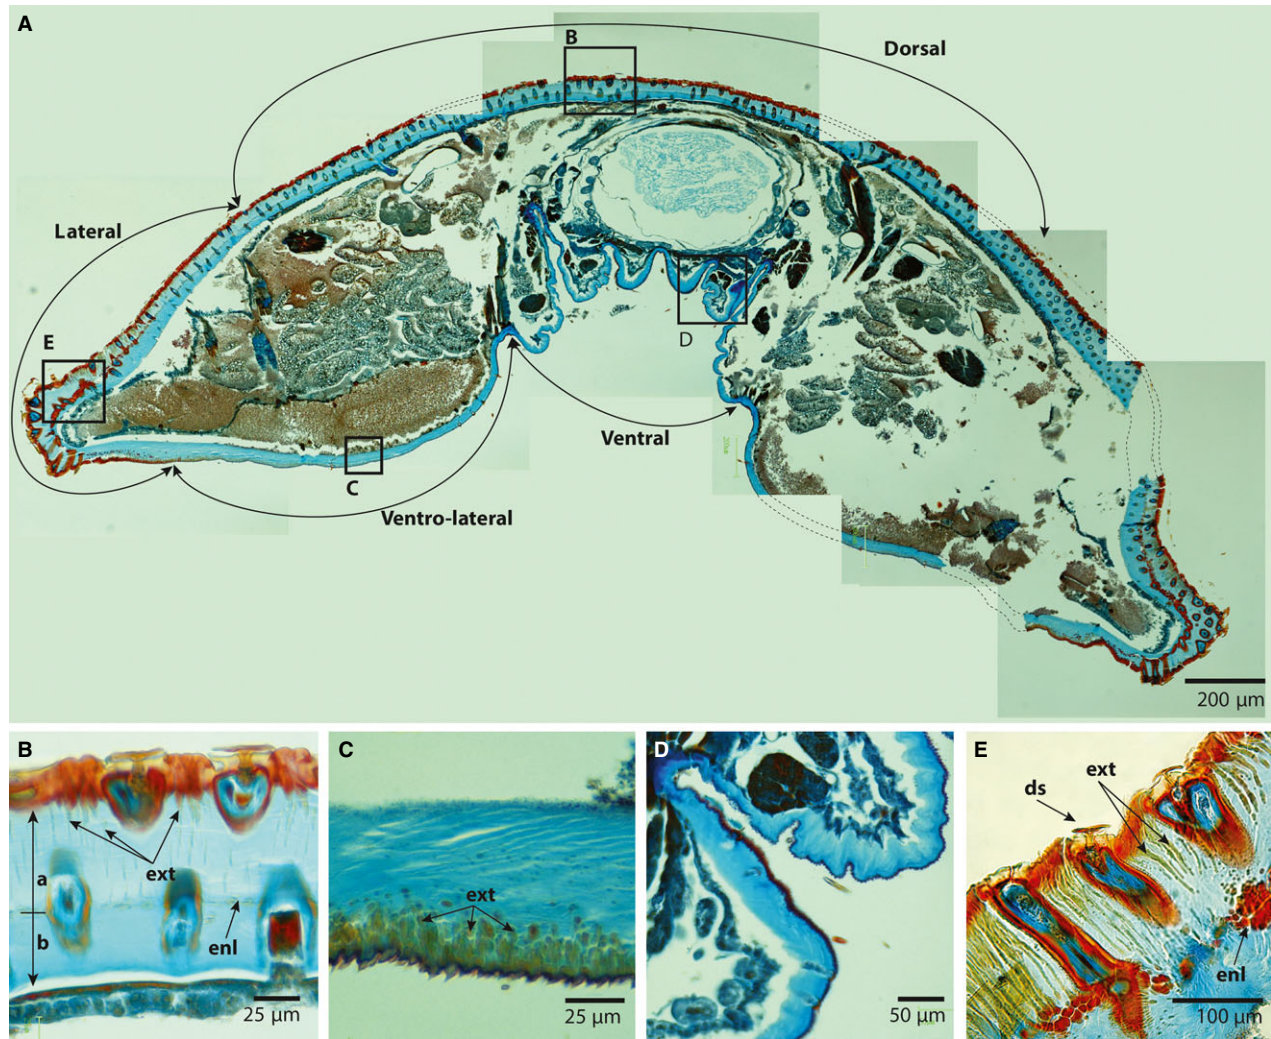 A
B
Dorsal
Lateral
E
D
Ventral
C
Ventro-lateral
200 µm
B
ext
a
b
enl
25 µm
C
ext
25 µm
D
50 µm
E
ds
ext
enl
100 µm